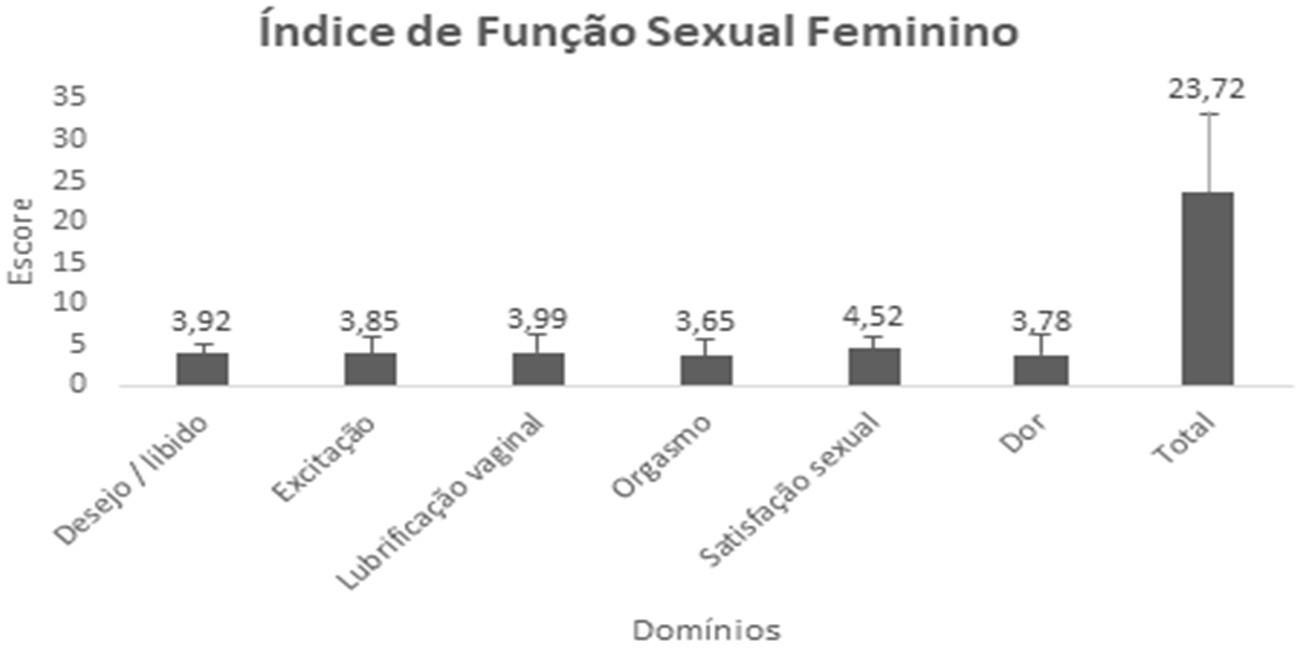 Índice de Função Sexual Feminino
35
30
25
20
15
10
5
0
Escore
3,92
3,85
3,99
3,65
4,52
3,78
23,72
Desejo / libido
Excitação
Lubrificação vaginal
Orgasmo
Satisfação sexual
Dor
Total
Domínios